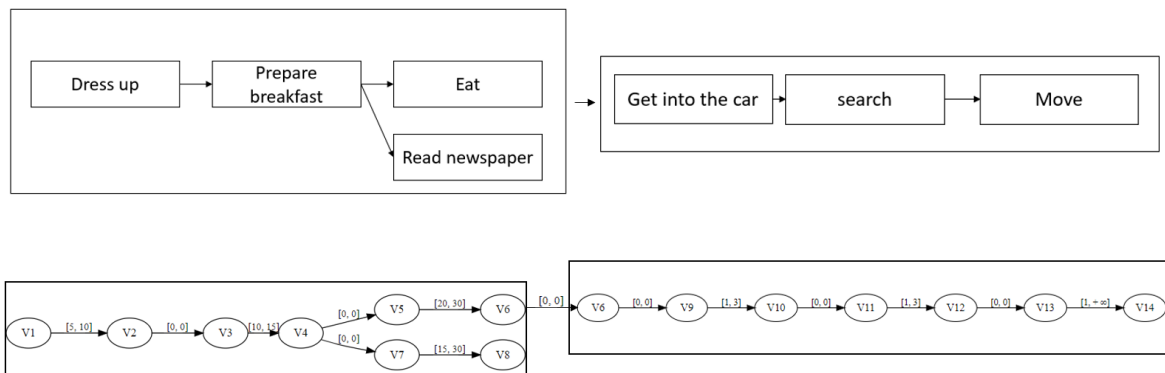 Dress up
Prepare
breakfast
Eat
Read newspaper
Get into the car
search
Move
V1
[5, 10]
V2
[0, 0]
V3
[10, 15]
V4
[0, 0]
V5
[20, 30]
V6
[0, 0]
V7
[15, 30]
V8
[0, 0]
V6
[0, 0]
V9
[1, 3]
V10
[0, 0]
V11
[1, 3]
V12
[0, 0]
V13
[1, +∞]
V14